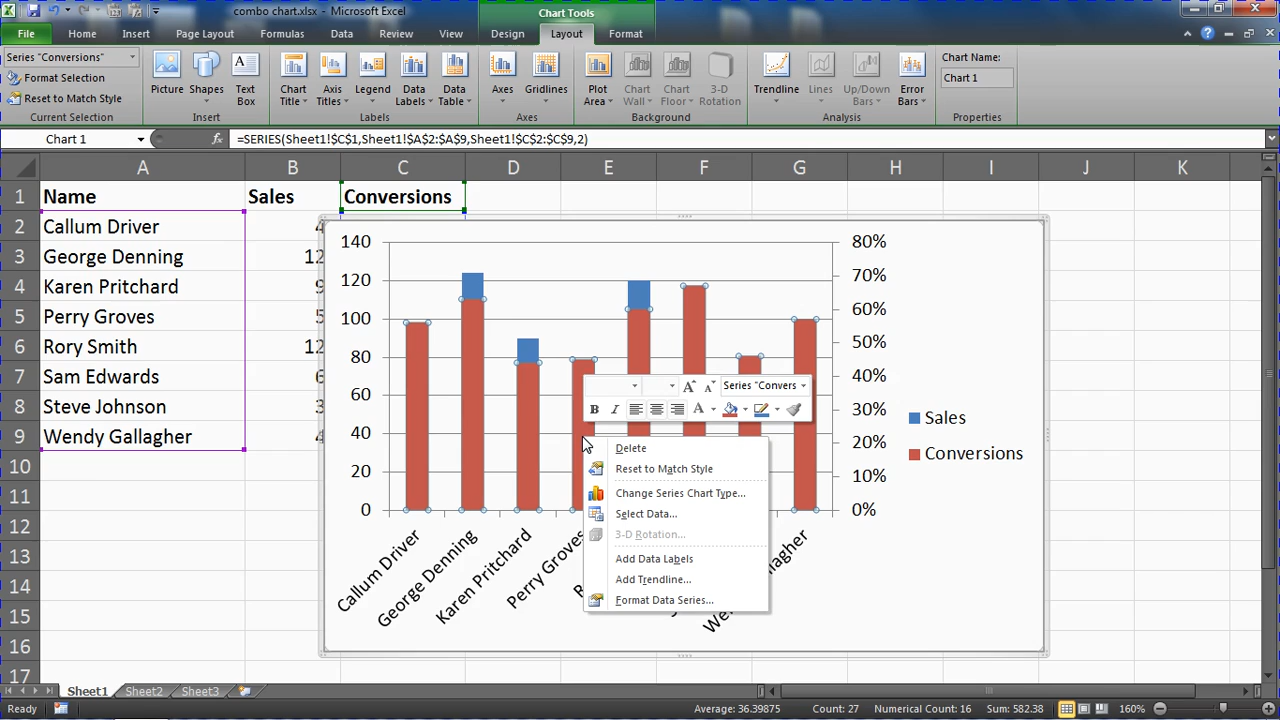 combo chart.xlsx - Microsoft Excel
Chart Tools
File Home Insert Page Layout Formulas Data Review View Design Layout Format
Series "Conversions"
Format Selection
Reset to Match Style
Current Selection
Picture Shapes Text Box
Insert
Chart Title Axis Titles Legend Data Labels Data Table
Labels
Axes Gridlines
Axes
Plot Area Chart Wall Chart Floor 3-D Rotation
Background
Trendline Lines Up/Down Bars Error Bars
Analysis
Chart Name:
Chart 1
Properties
Chart 1 fx =SERIES(Sheet1!$C$1,Sheet1!$A$2:$A$9,Sheet1!$C$2:$C$9,2)
A B C D E F G H I J K
1 Name Sales Conversions
2 Callum Driver 4
3 George Denning 12
4 Karen Pritchard 9
5 Perry Groves 5
6 Rory Smith 12
7 Sam Edwards 6
8 Steve Johnson 3
9 Wendy Gallagher 4
10
11
12
13
14
15
16
17
140
120
100
80
60
40
20
0
80%
70%
60%
50%
40%
30%
20%
10%
0%
Callum Driver
George Denning
Karen Pritchard
Perry Groves
Sales
Conversions
Series "Convers
B I A
Delete
Reset to Match Style
Change Series Chart Type...
Select Data...
3-D Rotation...
Add Data Labels
Add Trendline...
Format Data Series...
Sheet1 Sheet2 Sheet3
Ready Average: 36.39875 Count: 27 Numerical Count: 16 Sum: 582.38 160%